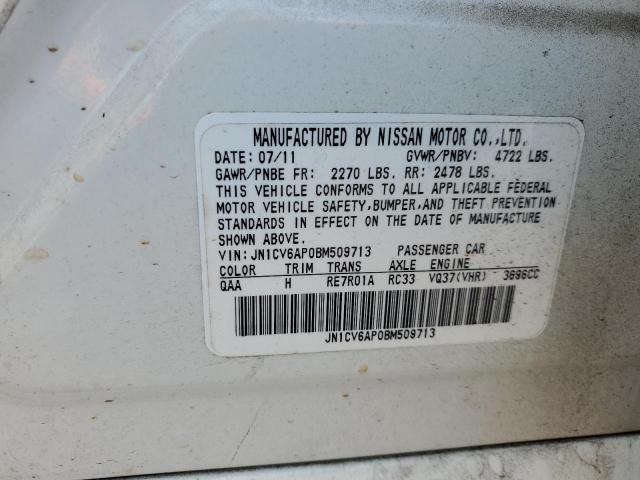 MANUFACTURED BY NISSAN MOTOR CO.,LTD.
DATE: 07/11 GVWR/PNBV: 4722 LBS.
GAWR/PNBE FR: 2270 LBS. RR: 2478 LBS.
THIS VEHICLE CONFORMS TO ALL APPLICABLE FEDERAL
MOTOR VEHICLE SAFETY,BUMPER,AND THEFT PREVENTION
STANDARDS IN EFFECT ON THE DATE OF MANUFACTURE
SHOWN ABOVE.
VIN:JN1CV6AP0BM509713 PASSENGER CAR
COLOR TRIM TRANS AXLE ENGINE
QAA H RE7R01A RC33 VQ37(VHR) 3696CC
JN1CV6AP0BM509713